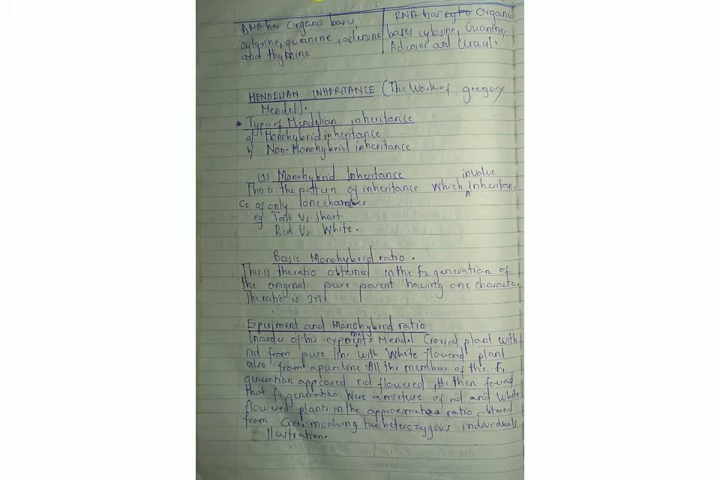 DNA has Organic bases,
cytosine, guanine, adenine
and thymine
RNA has Organic
bases cytosine, Guanine,
Adenine and Uracil.
MENDELIAN INHERITANCE (The Work of gregory
Mendel).
* Types of Mendelian inheritance
a) Monohybrid inheritance
b) Non-Monohybrid inheritance
(1) Monohybrid Inheritance
This is the pattern of inheritance which involve inheritan
ce of only one character
eg Tall Vs Short
Red Vs White.
Basic Monohybrid ratio.
This is the ratio obtained in the F2 generation of
the original pure parent having one character
The ratio is 3:1
Experiment and Monohybrid ratio
In one of his experiments Mendel Crossed plant with
red from pure line with White flowered plant
also from a pure line. All the members of the F1
generation appeared red flowered, He then found
that F2 generation Were a mixture of red and White
flowered plants in the approximately ratio obtained
from Cross involving two heterozygous individuals
Illustration.